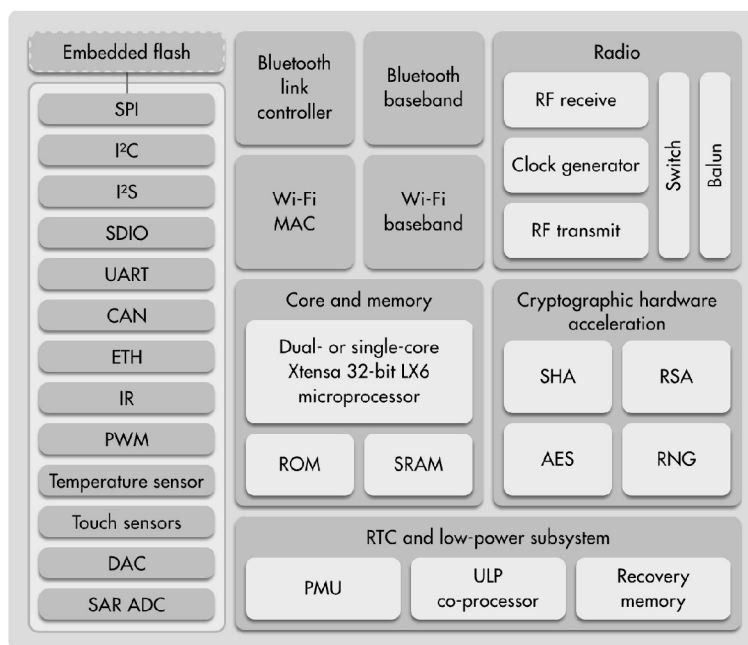 Embedded flash
SPI
I²C
I²S
SDIO
UART
CAN
ETH
IR
PWM
Temperature sensor
Touch sensors
DAC
SAR ADC
Bluetooth
link
controller
Bluetooth
baseband
Wi-Fi
MAC
Wi-Fi
baseband
Radio
RF receive
Clock generator
RF transmit
Switch
Balun
Core and memory
Dual- or single-core
Xtensa 32-bit LX6
microprocessor
ROM
SRAM
Cryptographic hardware
acceleration
SHA
RSA
AES
RNG
RTC and low-power subsystem
PMU
ULP
co-processor
Recovery
memory